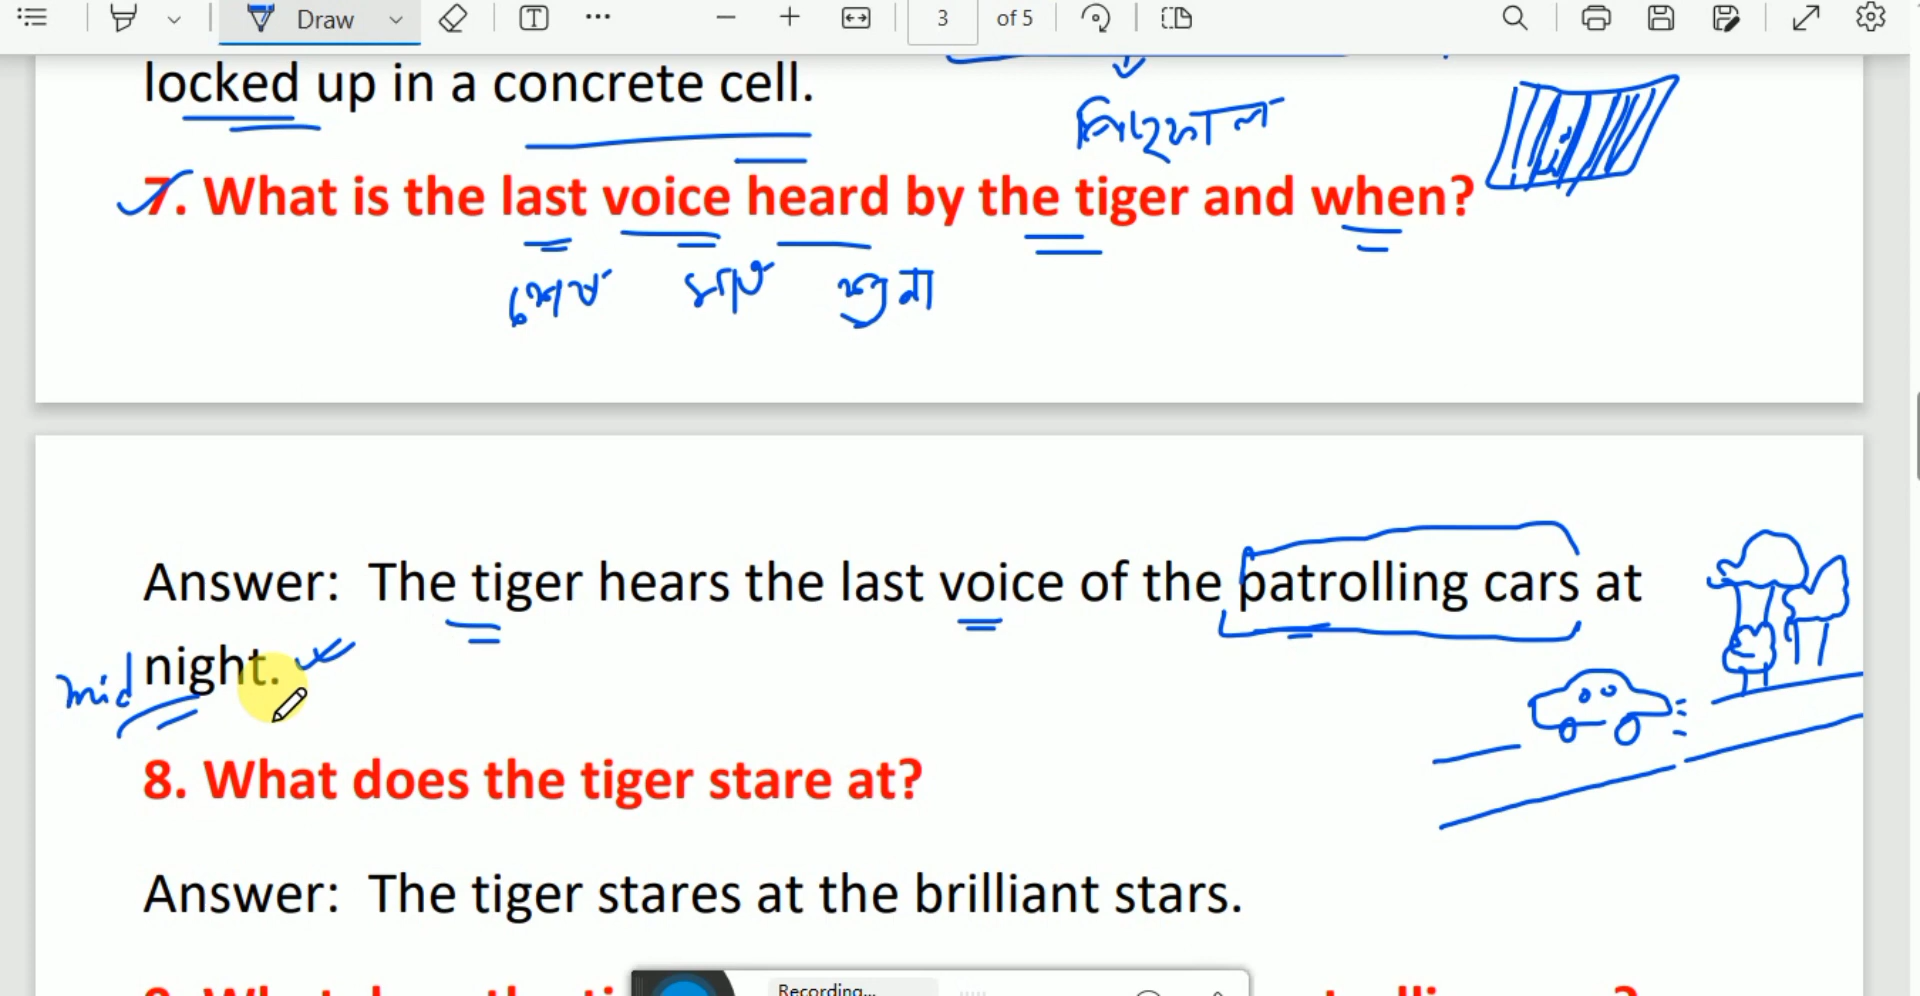 Draw
3 of 5
locked up in a concrete cell.
7. What is the last voice heard by the tiger and when?
শেষ শব্দ শুনা
Answer: The tiger hears the last voice of the patrolling cars at
mid night.
8. What does the tiger stare at?
Answer: The tiger stares at the brilliant stars.
Recording...